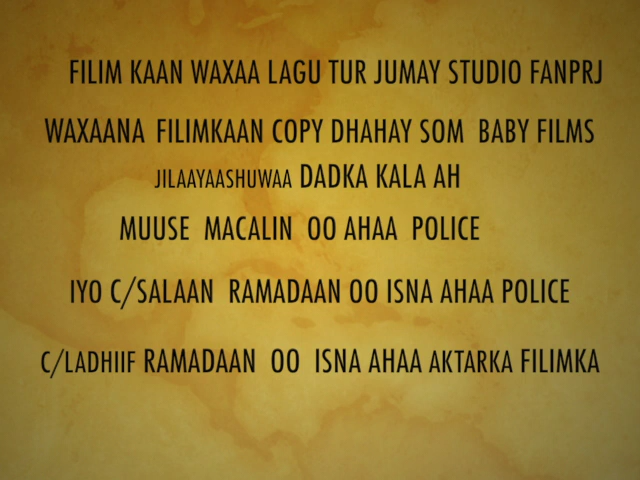 FILIM KAAN WAXAA LAGU TUR JUMAY STUDIO FANPRJ
WAXAANA FILIMKAAN COPY DHAHAY SOM BABY FILMS
JILAAYAASHUWAA DADKA KALA AH
MUUSE MACALIN OO AHAA POLICE
IYO C/SALAAN RAMADAAN OO ISNA AHAA POLICE
C/LADHIIF RAMADAAN OO ISNA AHAA AKTARKA FILIMKA